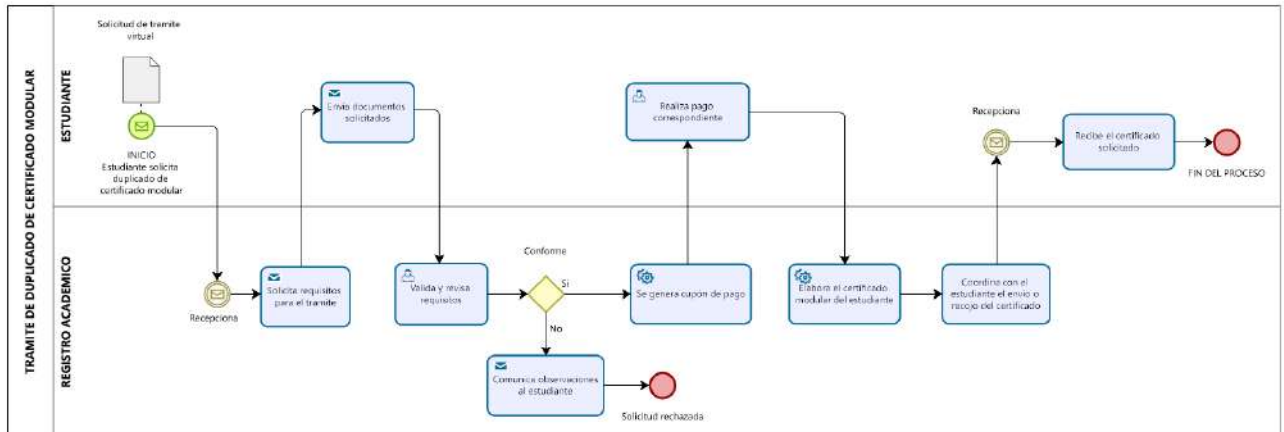 TRAMITE DE DUPLICADO DE CERTIFICADO MODULAR
ESTUDIANTE
Solicitud de tramite
virtual
INICIO
Estudiante solicita
duplicado de
certificado modular
Envio documentos
solicitados
Realiza pago
correspondiente
Recepciona
Recibe el certificado
solicitado
FIN DEL PROCESO
REGISTRO ACADEMICO
Recepciona
Solicita requisitos
para el tramite
Valida y revisa
requisitos
Conforme
Si
No
Se genera cupón de pago
Elabora el certificado
modular del estudiante
Coordina con el
estudiante el envio o
recojo del certificado
Comunica observaciones
al estudiante
Solicitud rechazada